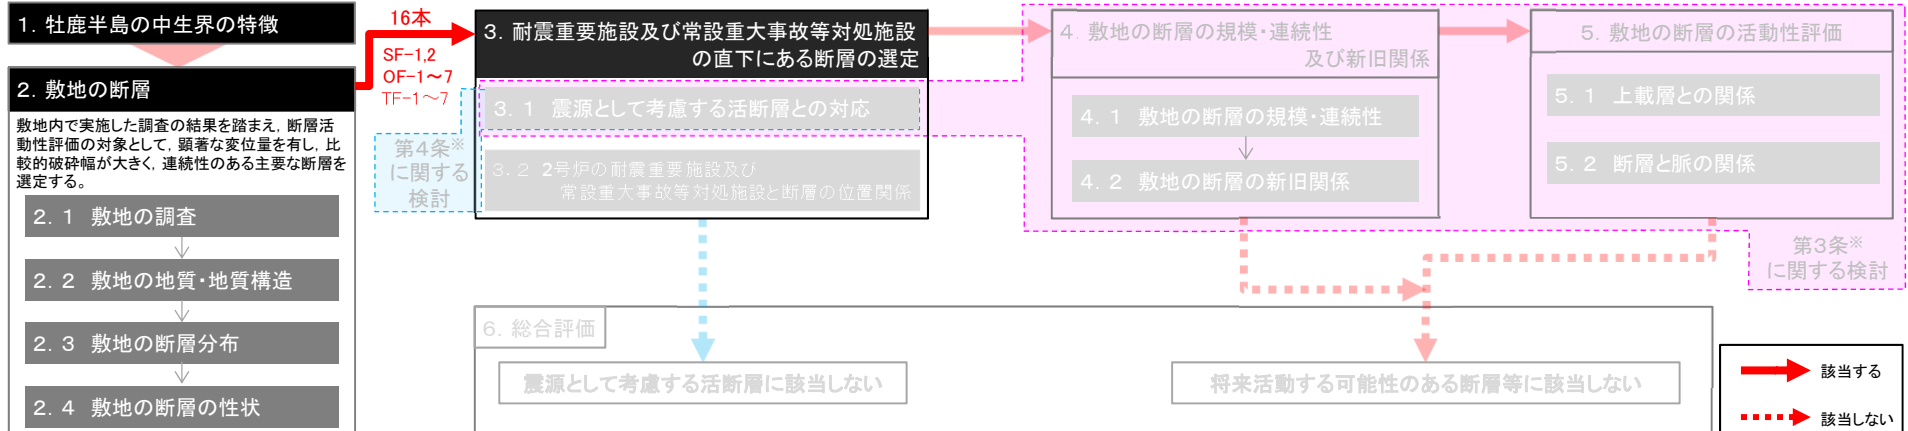 1. 牡鹿半島の中生界の特徴
2. 敷地の断層
敷地内で実施した調査の結果を踏まえ，断層活
動性評価の対象として，顕著な変位量を有し，比
較的破砕幅が大きく，連続性のある主要な断層を
選定する。
2．1 敷地の調査
2．2 敷地の地質・地質構造
2．3 敷地の断層分布
2．4 敷地の断層の性状
16本
SF-1,2
OF-1～7
TF-1～7
3．耐震重要施設及び常設重大事故等対処施設
の直下にある断層の選定
3．1 震源として考慮する活断層との対応
3．2 2号炉の耐震重要施設及び
常設重大事故等対処施設と断層の位置関係
第4条※
に関する
検討
4．敷地の断層の規模・連続性
及び新旧関係
4．1 敷地の断層の規模・連続性
4．2 敷地の断層の新旧関係
5．敷地の断層の活動性評価
5．1 上載層との関係
5．2 断層と脈の関係
第3条※
に関する検討
6．総合評価
震源として考慮する活断層に該当しない
将来活動する可能性のある断層等に該当しない
該当する
該当しない